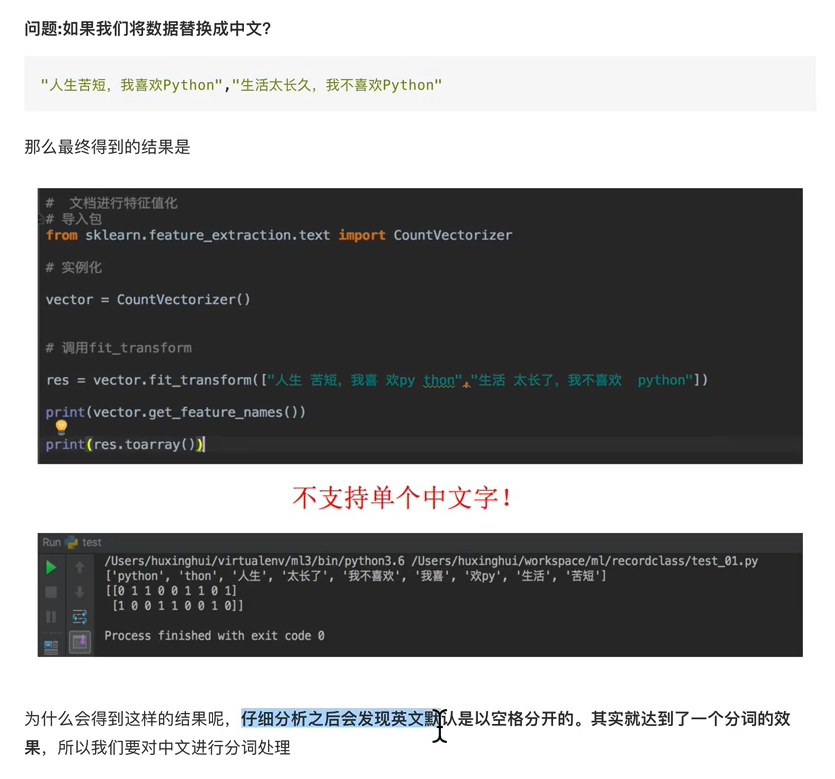 问题:如果我们将数据替换成中文?
"人生苦短，我喜欢Python","生活太长久，我不喜欢Python"
那么最终得到的结果是
#  文档进行特征值化
# 导入包
from sklearn.feature_extraction.text import CountVectorizer
# 实例化
vector = CountVectorizer()
# 调用fit_transform
res = vector.fit_transform(["人生 苦短，我喜 欢py thon","生活 太长了，我不喜欢  python"])
print(vector.get_feature_names())
print(res.toarray())
不支持单个中文字！
Run test
/Users/huxinghui/virtualenv/ml3/bin/python3.6 /Users/huxinghui/workspace/ml/recordclass/test_01.py
['python', 'thon', '人生', '太长了', '我不喜欢', '我喜', '欢py', '生活', '苦短']
[[0 1 1 0 0 1 1 0 1]
[1 0 0 1 1 0 0 1 0]]
Process finished with exit code 0
为什么会得到这样的结果呢，仔细分析之后会发现英文默认是以空格分开的。其实就达到了一个分词的效
果，所以我们要对中文进行分词处理